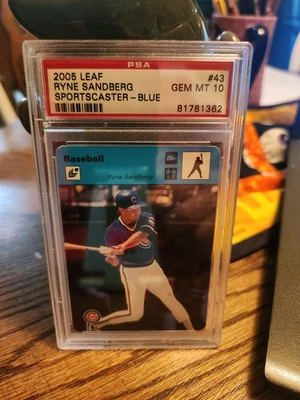 PSA
2005 LEAF #43
RYNE SANDBERG GEM MT 10
SPORTSCASTER-BLUE
81781362
Baseball
Ryne Sandberg